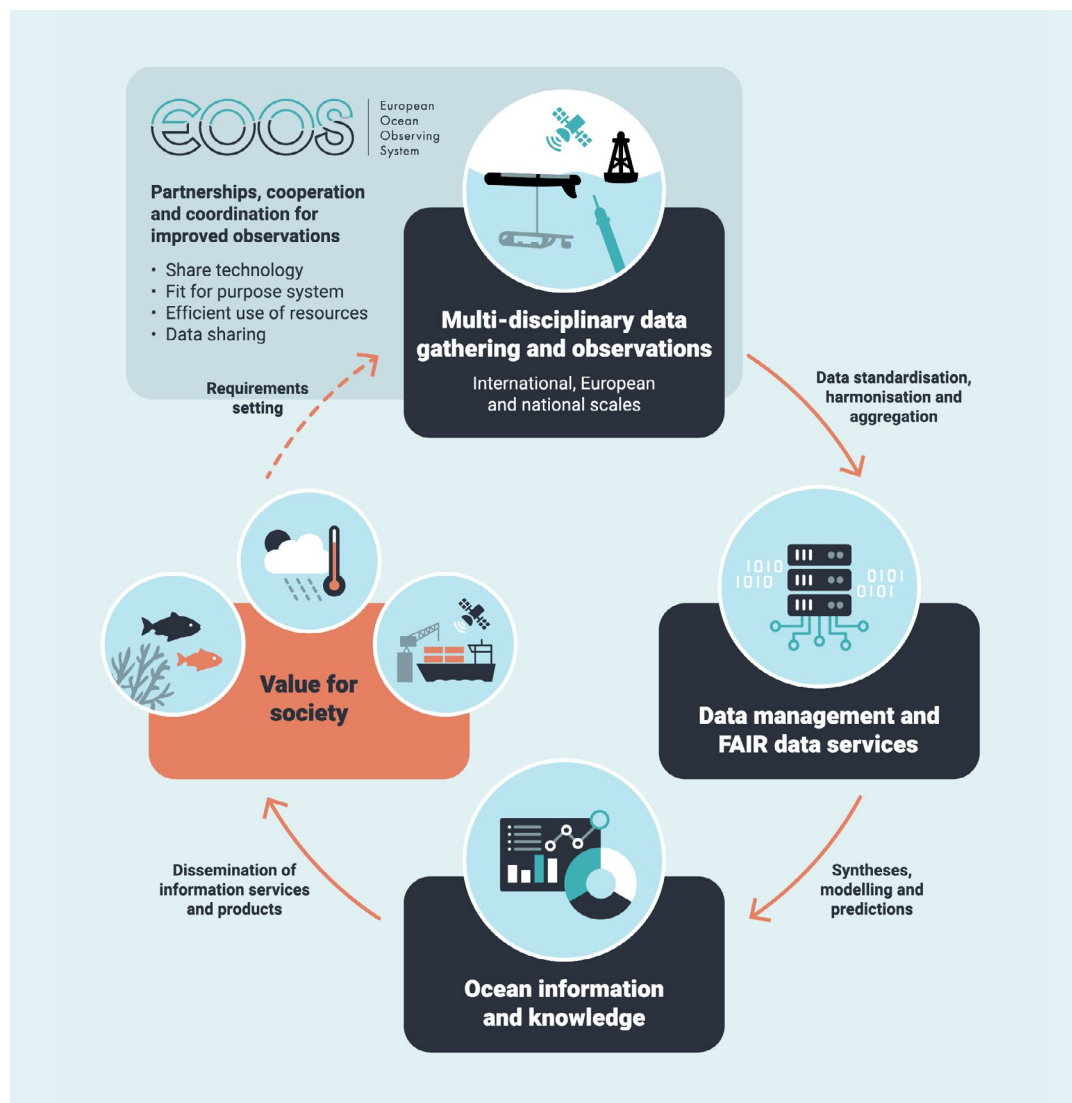 EOOS
European
Ocean
Observing
System
Partnerships, cooperation
and coordination for
improved observations
• Share technology
• Fit for purpose system
• Efficient use of resources
• Data sharing
Multi-disciplinary data
gathering and observations
International, European
and national scales
Requirements
setting
Data standardisation,
harmonisation and
aggregation
1010
1010
0101
0101
Data management and
FAIR data services
Value for
society
Syntheses,
modelling and
predictions
Dissemination of
information services
and products
Ocean information
and knowledge